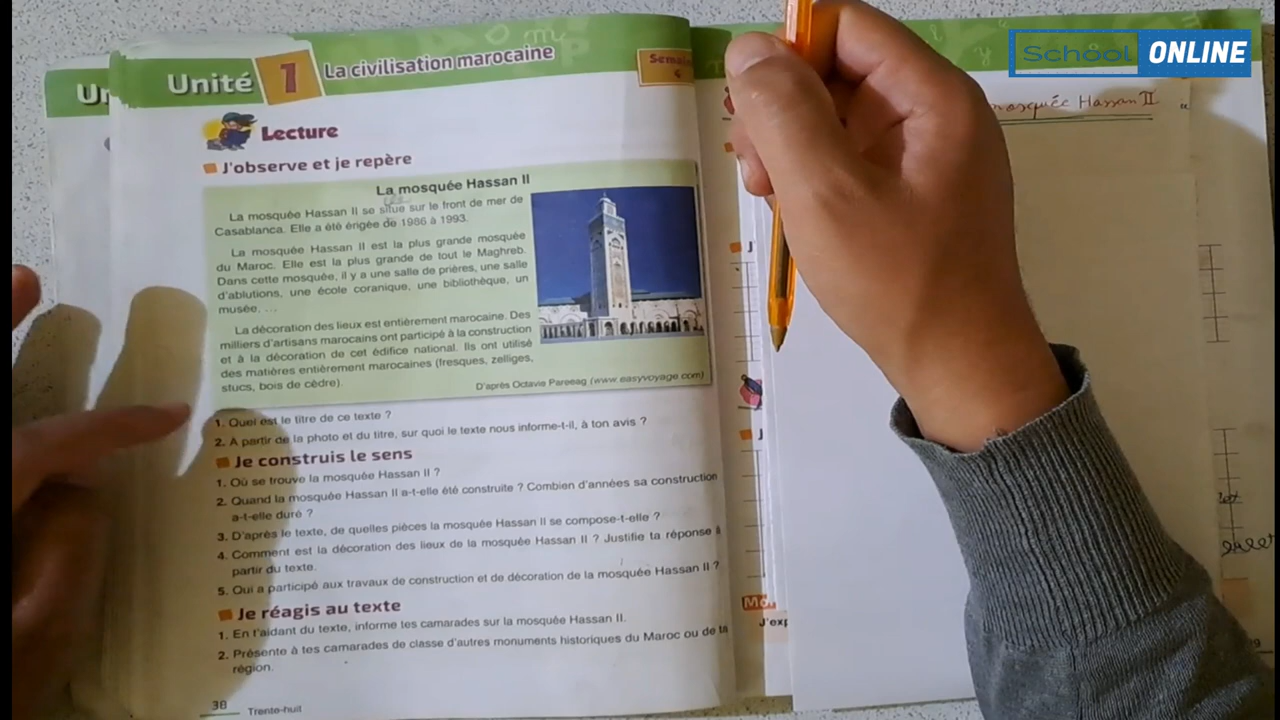 School ONLINE
Un
Unité 1 La civilisation marocaine
Lecture
J'observe et je repère
La mosquée Hassan II
La mosquée Hassan II se situe sur le front de mer de
Casablanca. Elle a été érigée de 1986 à 1993.
La mosquée Hassan II est la plus grande mosquée
du Maroc. Elle est la plus grande de tout le Maghreb.
Dans cette mosquée, il y a une salle de prières, une salle
d'ablutions, une école coranique, une bibliothèque, un
musée, ...
La décoration des lieux est entièrement marocaine. Des
milliers d'artisans marocains ont participé à la construction
et à la décoration de cet édifice national. Ils ont utilisé
des matières entièrement marocaines (fresques, zelliges,
stucs, bois de cèdre).
D'après Octavie Pareeag (www.easyvoyage.com)
1. Quel est le titre de ce texte ?
2. A partir de la photo et du titre, sur quoi le texte nous informe-t-il, à ton avis ?
Je construis le sens
1. Où se trouve la mosquée Hassan II ?
2. Quand la mosquée Hassan II a-t-elle été construite ? Combien d'années sa construction
a-t-elle duré ?
3. D'après le texte, de quelles pièces la mosquée Hassan II se compose-t-elle ?
4. Comment est la décoration des lieux de la mosquée Hassan II ? Justifie ta réponse à
partir du texte.
5. Qui a participé aux travaux de construction et de décoration de la mosquée Hassan II ?
Je réagis au texte
1. En t'aidant du texte, informe tes camarades sur la mosquée Hassan II.
2. Présente à tes camarades de classe d'autres monuments historiques du Maroc ou de ta
région.
38 Trente-huit
mosquée Hassan II "
J'exp